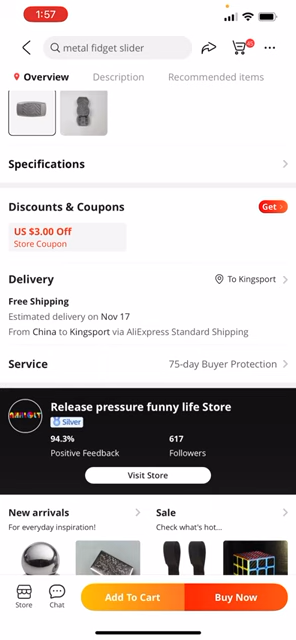 1:57
metal fidget slider
Overview
Description
Recommended items
Specifications
Discounts & Coupons
Get
US $3.00 Off
Store Coupon
Delivery
To Kingsport
Free Shipping
Estimated delivery on Nov 17
From China to Kingsport via AliExpress Standard Shipping
Service
75-day Buyer Protection
Release pressure funny life Store
Silver
94.3%
617
Positive Feedback
Followers
Visit Store
New arrivals
Sale
For everyday inspiration!
Check what's hot...
Store
Chat
Add To Cart
Buy Now